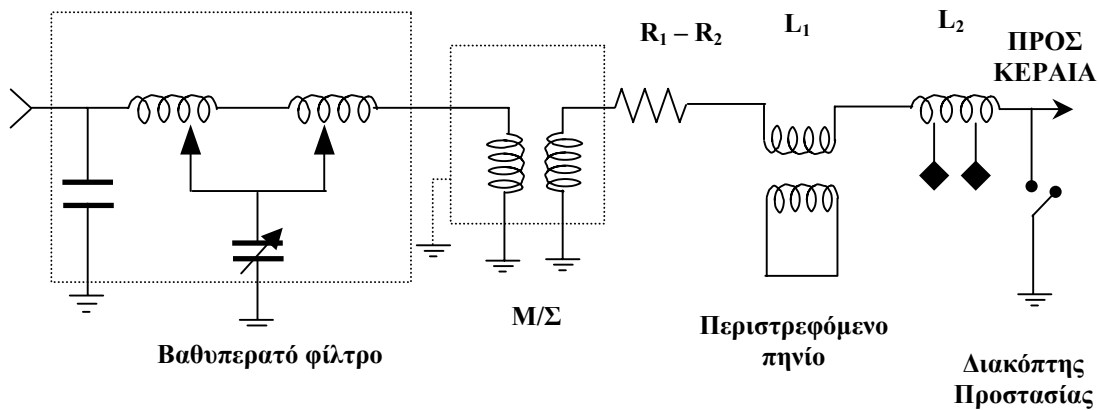 R₁ – R₂
L₁
L₂
ΠΡΟΣ
ΚΕΡΑΙΑ
Μ/Σ
Βαθυπερατό φίλτρο
Περιστρεφόμενο
πηνίο
Διακόπτης
Προστασίας